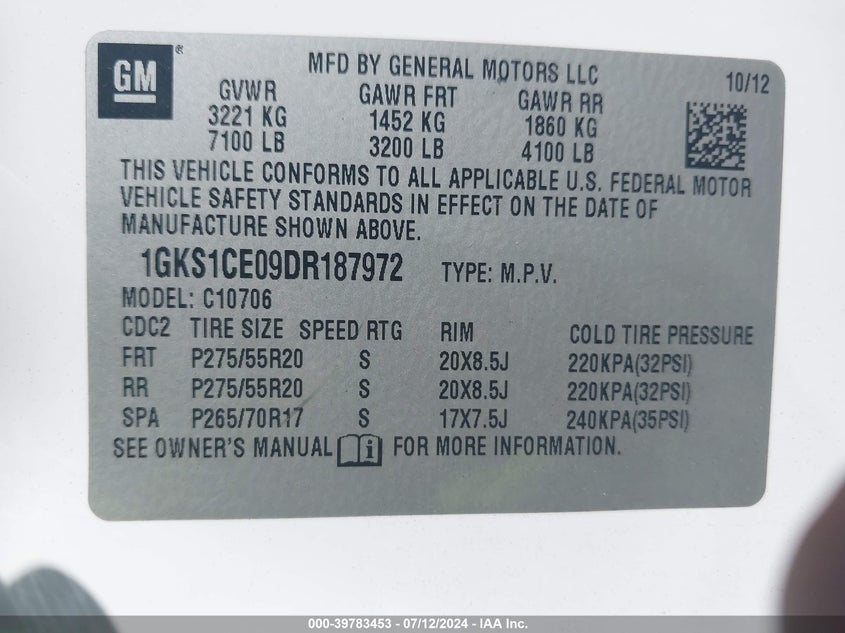 GM ®
MFD BY GENERAL MOTORS LLC
10/12
GVWR GAWR FRT GAWR RR
3221 KG 1452 KG 1860 KG
7100 LB 3200 LB 4100 LB
THIS VEHICLE CONFORMS TO ALL APPLICABLE U.S. FEDERAL MOTOR
VEHICLE SAFETY STANDARDS IN EFFECT ON THE DATE OF
MANUFACTURE SHOWN ABOVE.
1GKS1CE09DR187972 TYPE: M.P.V.
MODEL: C10706
CDC2 TIRE SIZE SPEED RTG RIM COLD TIRE PRESSURE
FRT P275/55R20 S 20X8.5J 220KPA(32PSI)
RR P275/55R20 S 20X8.5J 220KPA(32PSI)
SPA P265/70R17 S 17X7.5J 240KPA(35PSI)
SEE OWNER'S MANUAL i FOR MORE INFORMATION.
000-39783453 - 07/12/2024 - IAA Inc.